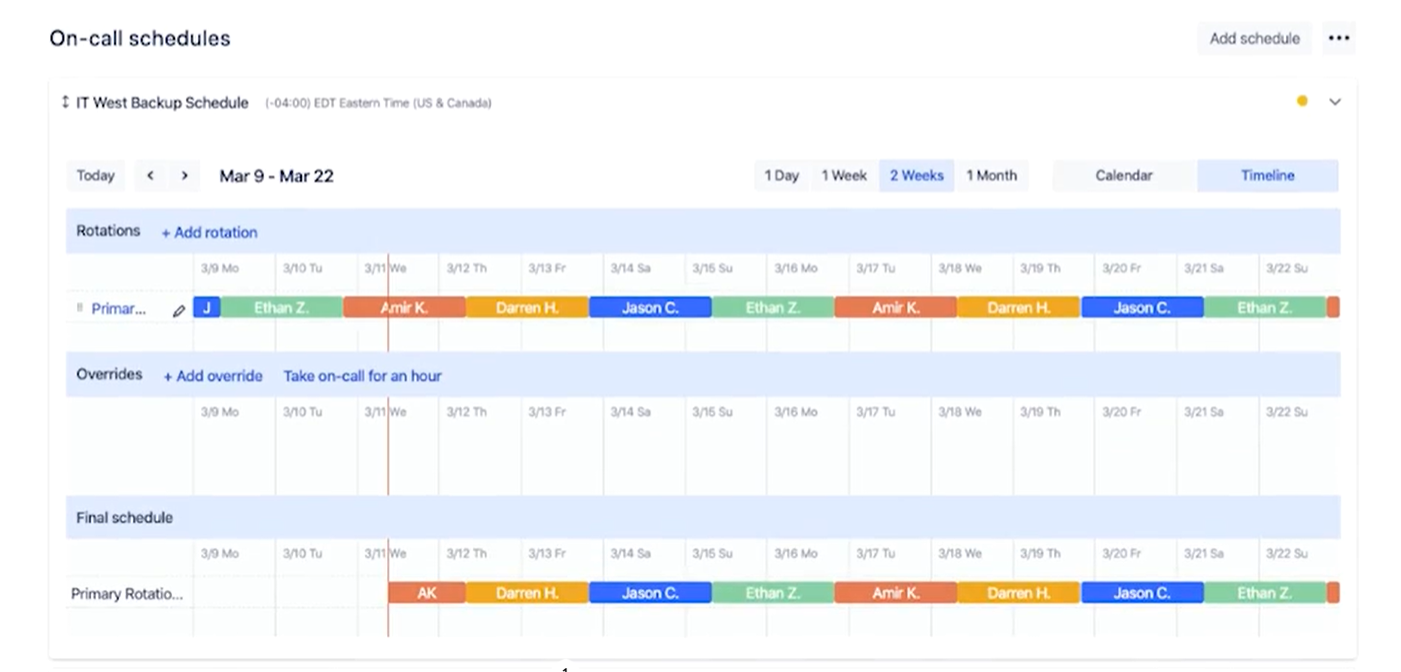 On-call schedules
Add schedule
IT West Backup Schedule (-04:00) EDT Eastern Time (US & Canada)
Today < > Mar 9 - Mar 22 1 Day 1 Week 2 Weeks 1 Month Calendar Timeline
Rotations + Add rotation
3/9 Mo 3/10 Tu 3/11 We 3/12 Th 3/13 Fr 3/14 Sa 3/15 Su 3/16 Mo 3/17 Tu 3/18 We 3/19 Th 3/20 Fr 3/21 Sa 3/22 Su
Primar... J Ethan Z. Amir K. Darren H. Jason C. Ethan Z. Amir K. Darren H. Jason C. Ethan Z.
Overrides + Add override Take on-call for an hour
3/9 Mo 3/10 Tu 3/11 We 3/12 Th 3/13 Fr 3/14 Sa 3/15 Su 3/16 Mo 3/17 Tu 3/18 We 3/19 Th 3/20 Fr 3/21 Sa 3/22 Su
Final schedule
3/9 Mo 3/10 Tu 3/11 We 3/12 Th 3/13 Fr 3/14 Sa 3/15 Su 3/16 Mo 3/17 Tu 3/18 We 3/19 Th 3/20 Fr 3/21 Sa 3/22 Su
Primary Rotatio... AK Darren H. Jason C. Ethan Z. Amir K. Darren H. Jason C. Ethan Z.